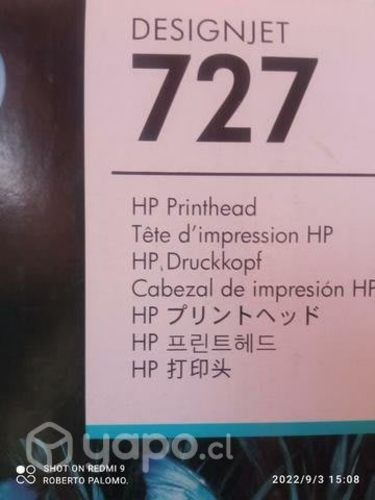 DESIGNJET
727
HP Printhead
Tête d'impression HP
HP Druckkopf
Cabezal de impresión HP
HP プリントヘッド
HP 프린트헤드
HP 打印头
yapo.cl
SHOT ON REDMI 9
ROBERTO PALOMO.
2022/9/3 15:08